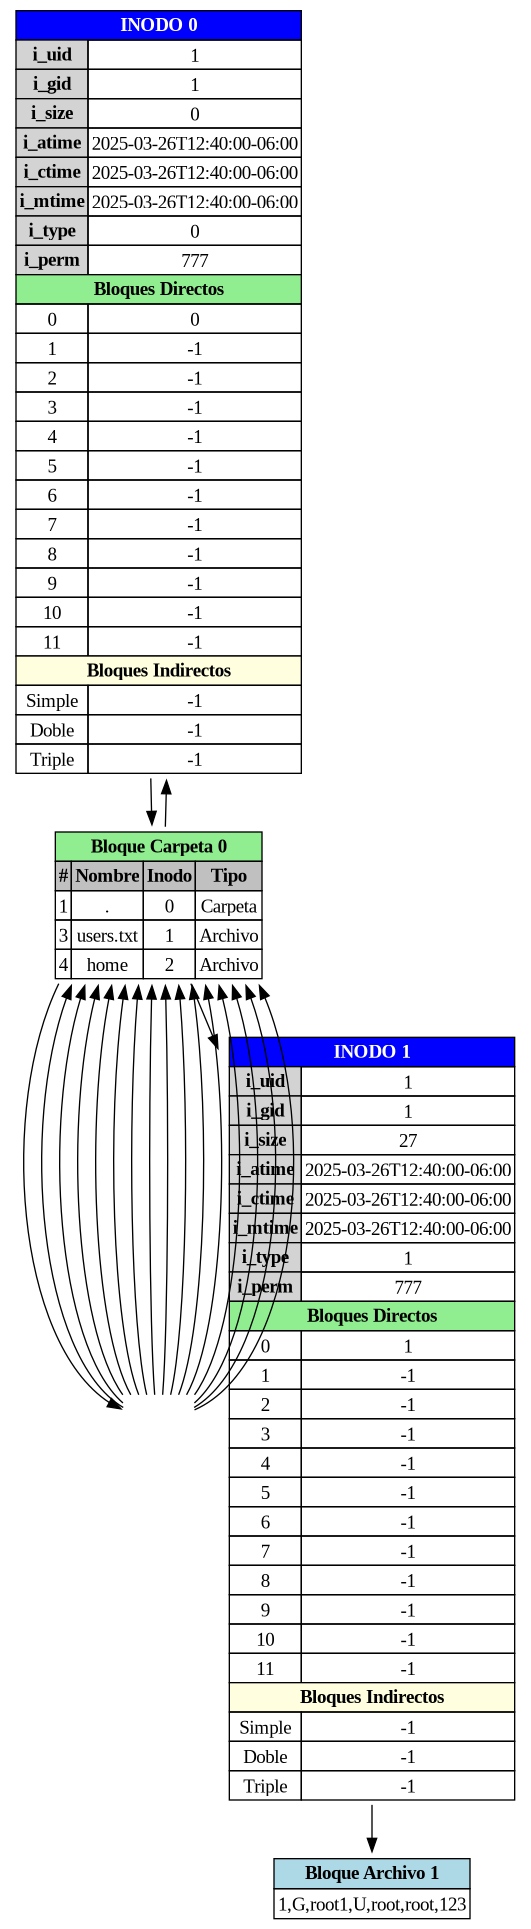 INODO 0
i_uid 1
i_gid 1
i_size 0
i_atime 2025-03-26T12:40:00-06:00
i_ctime 2025-03-26T12:40:00-06:00
i_mtime 2025-03-26T12:40:00-06:00
i_type 0
i_perm 777
Bloques Directos
0 0
1 -1
2 -1
3 -1
4 -1
5 -1
6 -1
7 -1
8 -1
9 -1
10 -1
11 -1
Bloques Indirectos
Simple -1
Doble -1
Triple -1
Bloque Carpeta 0
# Nombre Inodo Tipo
1 . 0 Carpeta
3 users.txt 1 Archivo
4 home 2 Archivo
INODO 1
i_uid 1
i_gid 1
i_size 27
i_atime 2025-03-26T12:40:00-06:00
i_ctime 2025-03-26T12:40:00-06:00
i_mtime 2025-03-26T12:40:00-06:00
i_type 1
i_perm 777
Bloques Directos
0 1
1 -1
2 -1
3 -1
4 -1
5 -1
6 -1
7 -1
8 -1
9 -1
10 -1
11 -1
Bloques Indirectos
Simple -1
Doble -1
Triple -1
Bloque Archivo 1
1,G,root1,U,root,root,123